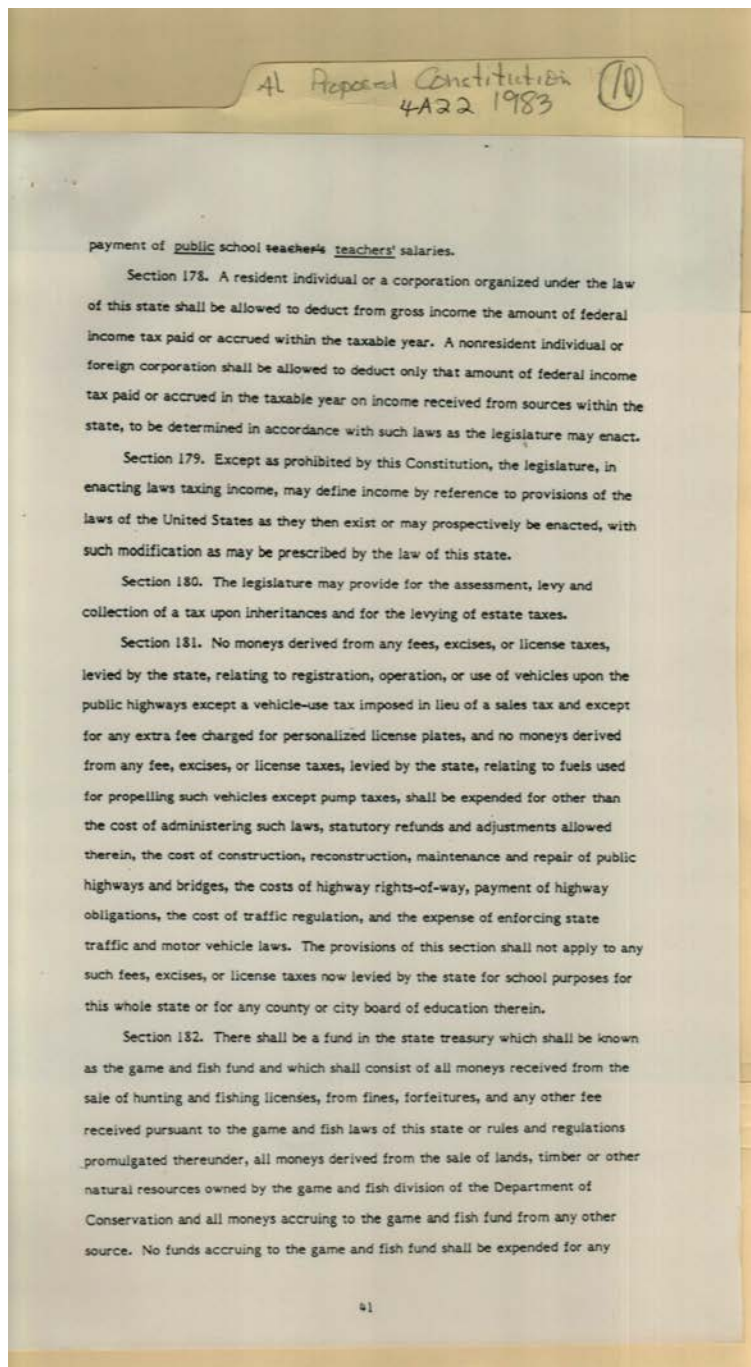 AL Proposed Constitution 10
4A22 1983
payment of public school teacher's teachers' salaries.
Section 178. A resident individual or a corporation organized under the law
of this state shall be allowed to deduct from gross income the amount of federal
income tax paid or accrued within the taxable year. A nonresident individual or
foreign corporation shall be allowed to deduct only that amount of federal income
tax paid or accrued in the taxable year on income received from sources within the
state, to be determined in accordance with such laws as the legislature may enact.
Section 179. Except as prohibited by this Constitution, the legislature, in
enacting laws taxing income, may define income by reference to provisions of the
laws of the United States as they then exist or may prospectively be enacted, with
such modification as may be prescribed by the law of this state.
Section 180. The legislature may provide for the assessment, levy and
collection of a tax upon inheritances and for the levying of estate taxes.
Section 181. No moneys derived from any fees, excises, or license taxes,
levied by the state, relating to registration, operation, or use of vehicles upon the
public highways except a vehicle-use tax imposed in lieu of a sales tax and except
for any extra fee charged for personalized license plates, and no moneys derived
from any fee, excises, or license taxes, levied by the state, relating to fuels used
for propelling such vehicles except pump taxes, shall be expended for other than
the cost of administering such laws, statutory refunds and adjustments allowed
therein, the cost of construction, reconstruction, maintenance and repair of public
highways and bridges, the costs of highway rights-of-way, payment of highway
obligations, the cost of traffic regulation, and the expense of enforcing state
traffic and motor vehicle laws. The provisions of this section shall not apply to any
such fees, excises, or license taxes now levied by the state for school purposes for
this whole state or for any county or city board of education therein.
Section 182. There shall be a fund in the state treasury which shall be known
as the game and fish fund and which shall consist of all moneys received from the
sale of hunting and fishing licenses, from fines, forfeitures, and any other fee
received pursuant to the game and fish laws of this state or rules and regulations
promulgated thereunder, all moneys derived from the sale of lands, timber or other
natural resources owned by the game and fish division of the Department of
Conservation and all moneys accruing to the game and fish fund from any other
source. No funds accruing to the game and fish fund shall be expended for any
41